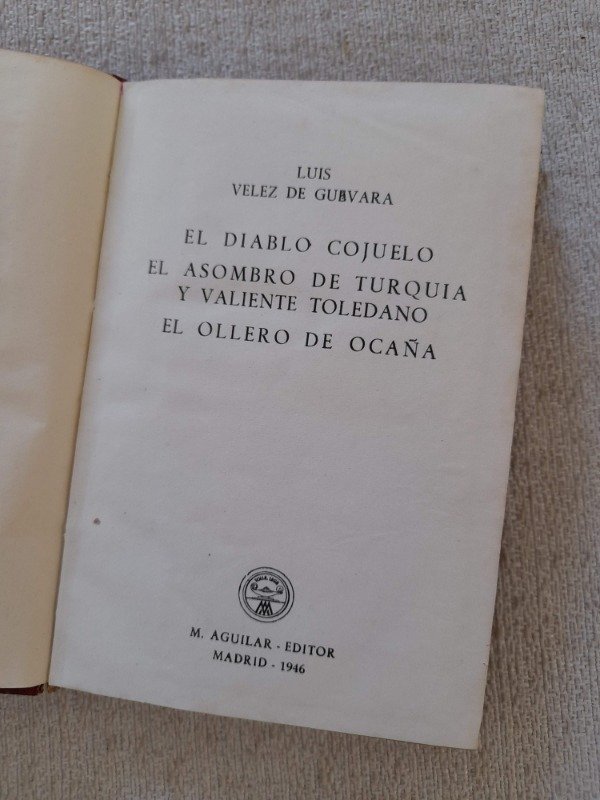 LUIS
VELEZ DE GUEVARA
EL DIABLO COJUELO
EL ASOMBRO DE TURQUIA
Y VALIENTE TOLEDANO
EL OLLERO DE OCAÑA
M. AGUILAR - EDITOR
MADRID - 1946